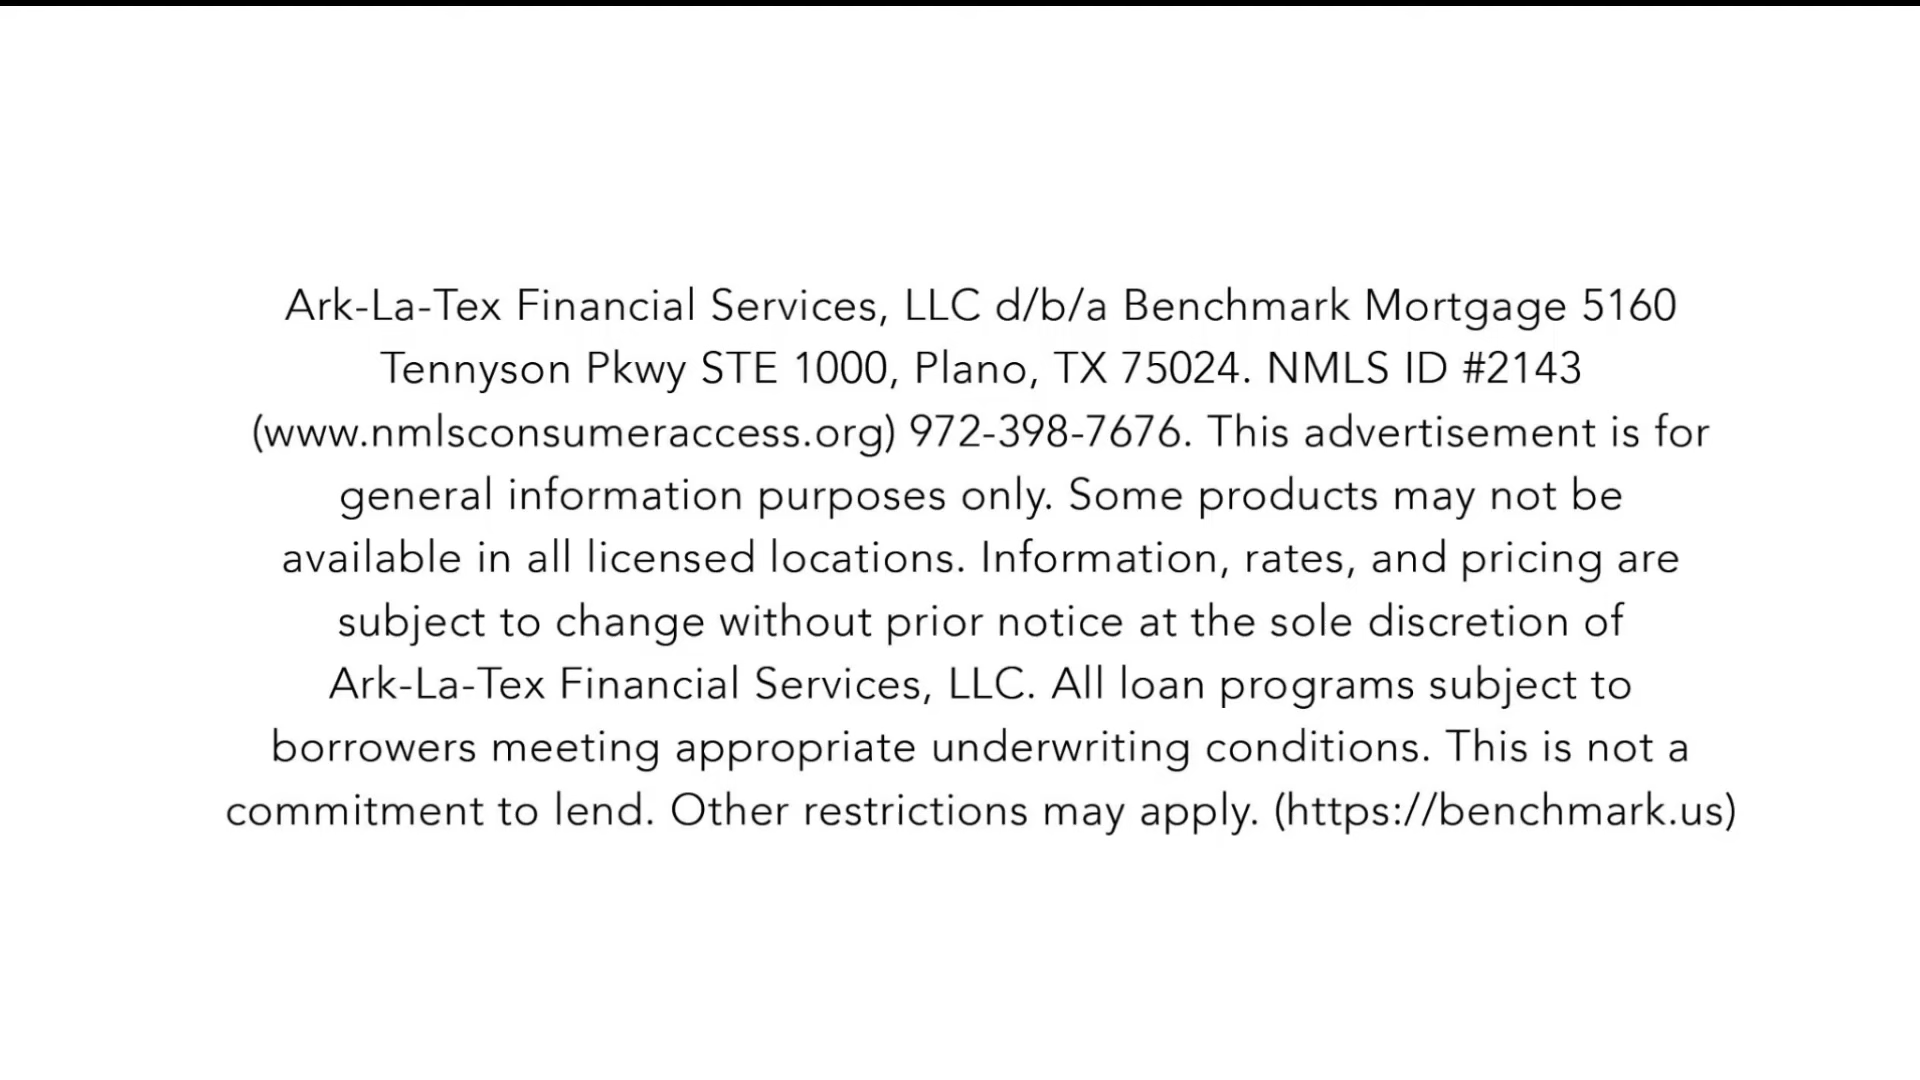 Ark-La-Tex Financial Services, LLC d/b/a Benchmark Mortgage 5160
Tennyson Pkwy STE 1000, Plano, TX 75024. NMLS ID #2143
(www.nmlsconsumeraccess.org) 972-398-7676. This advertisement is for
general information purposes only. Some products may not be
available in all licensed locations. Information, rates, and pricing are
subject to change without prior notice at the sole discretion of
Ark-La-Tex Financial Services, LLC. All loan programs subject to
borrowers meeting appropriate underwriting conditions. This is not a
commitment to lend. Other restrictions may apply. (https://benchmark.us)